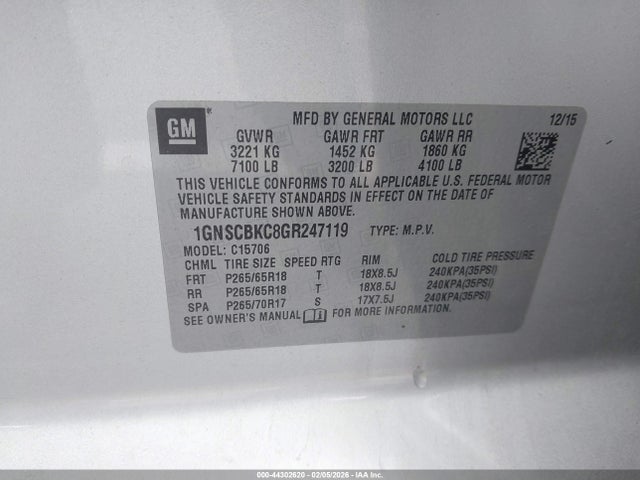 GM
MFD BY GENERAL MOTORS LLC 12/15
GVWR GAWR FRT GAWR RR
3221 KG 1452 KG 1860 KG
7100 LB 3200 LB 4100 LB
THIS VEHICLE CONFORMS TO ALL APPLICABLE U.S. FEDERAL MOTOR
VEHICLE SAFETY STANDARDS IN EFFECT ON THE DATE OF
MANUFACTURE SHOWN ABOVE.
1GNSCBKC8GR247119 TYPE: M.P.V.
MODEL: C15706
CHML TIRE SIZE SPEED RTG RIM COLD TIRE PRESSURE
FRT P265/65R18 T 18X8.5J 240KPA(35PSI)
RR P265/65R18 T 18X8.5J 240KPA(35PSI)
SPA P265/70R17 S 17X7.5J 240KPA(35PSI)
SEE OWNER'S MANUAL FOR MORE INFORMATION.
000-44302620 - 02/05/2026 - IAA Inc.